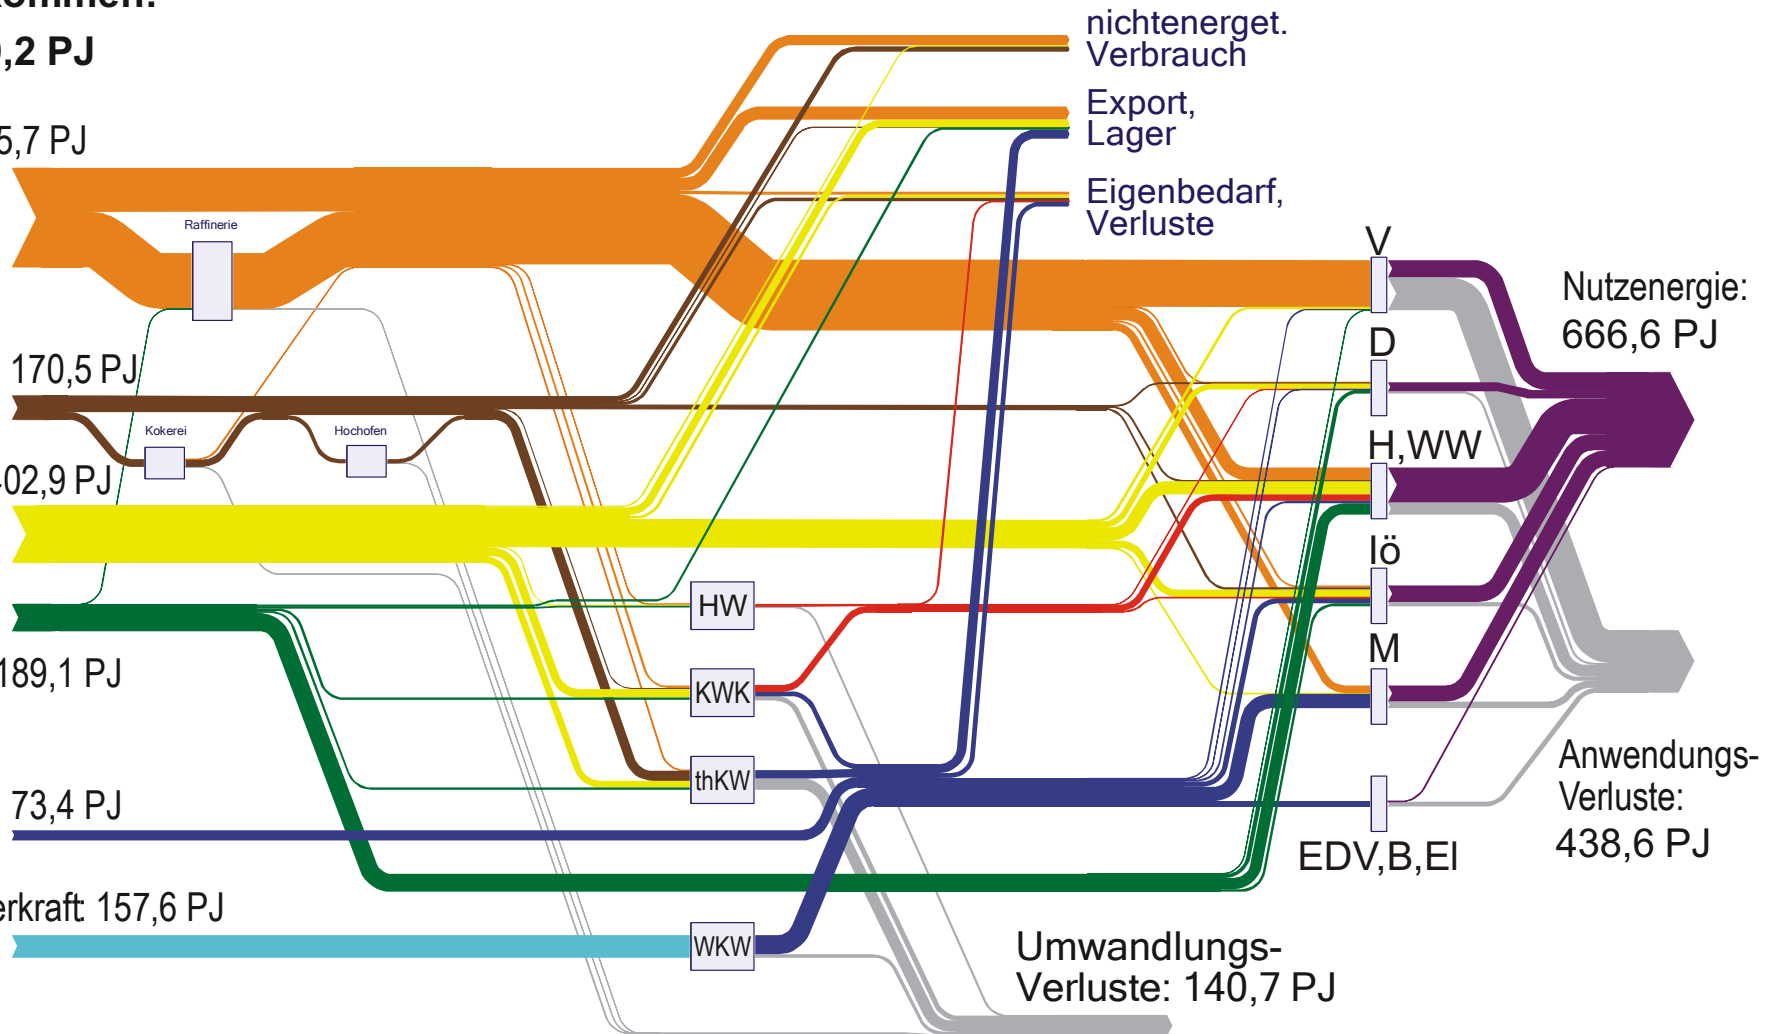 nichtenerget.
Verbrauch
,2 PJ
Export,
Lager
5,7 PJ
Eigenbedarf,
Verluste
Raffinerie
V
Nutzenergie:
666,6 PJ
D
170,5 PJ
Kokerei
Hochofen
H,WW
02,9 PJ
Iö
HW
M
189,1 PJ
KWK
thKW
Anwendungs-
Verluste:
438,6 PJ
73,4 PJ
EDV,B,El
erkraft: 157,6 PJ
WKW
Umwandlungs-
Verluste: 140,7 PJ